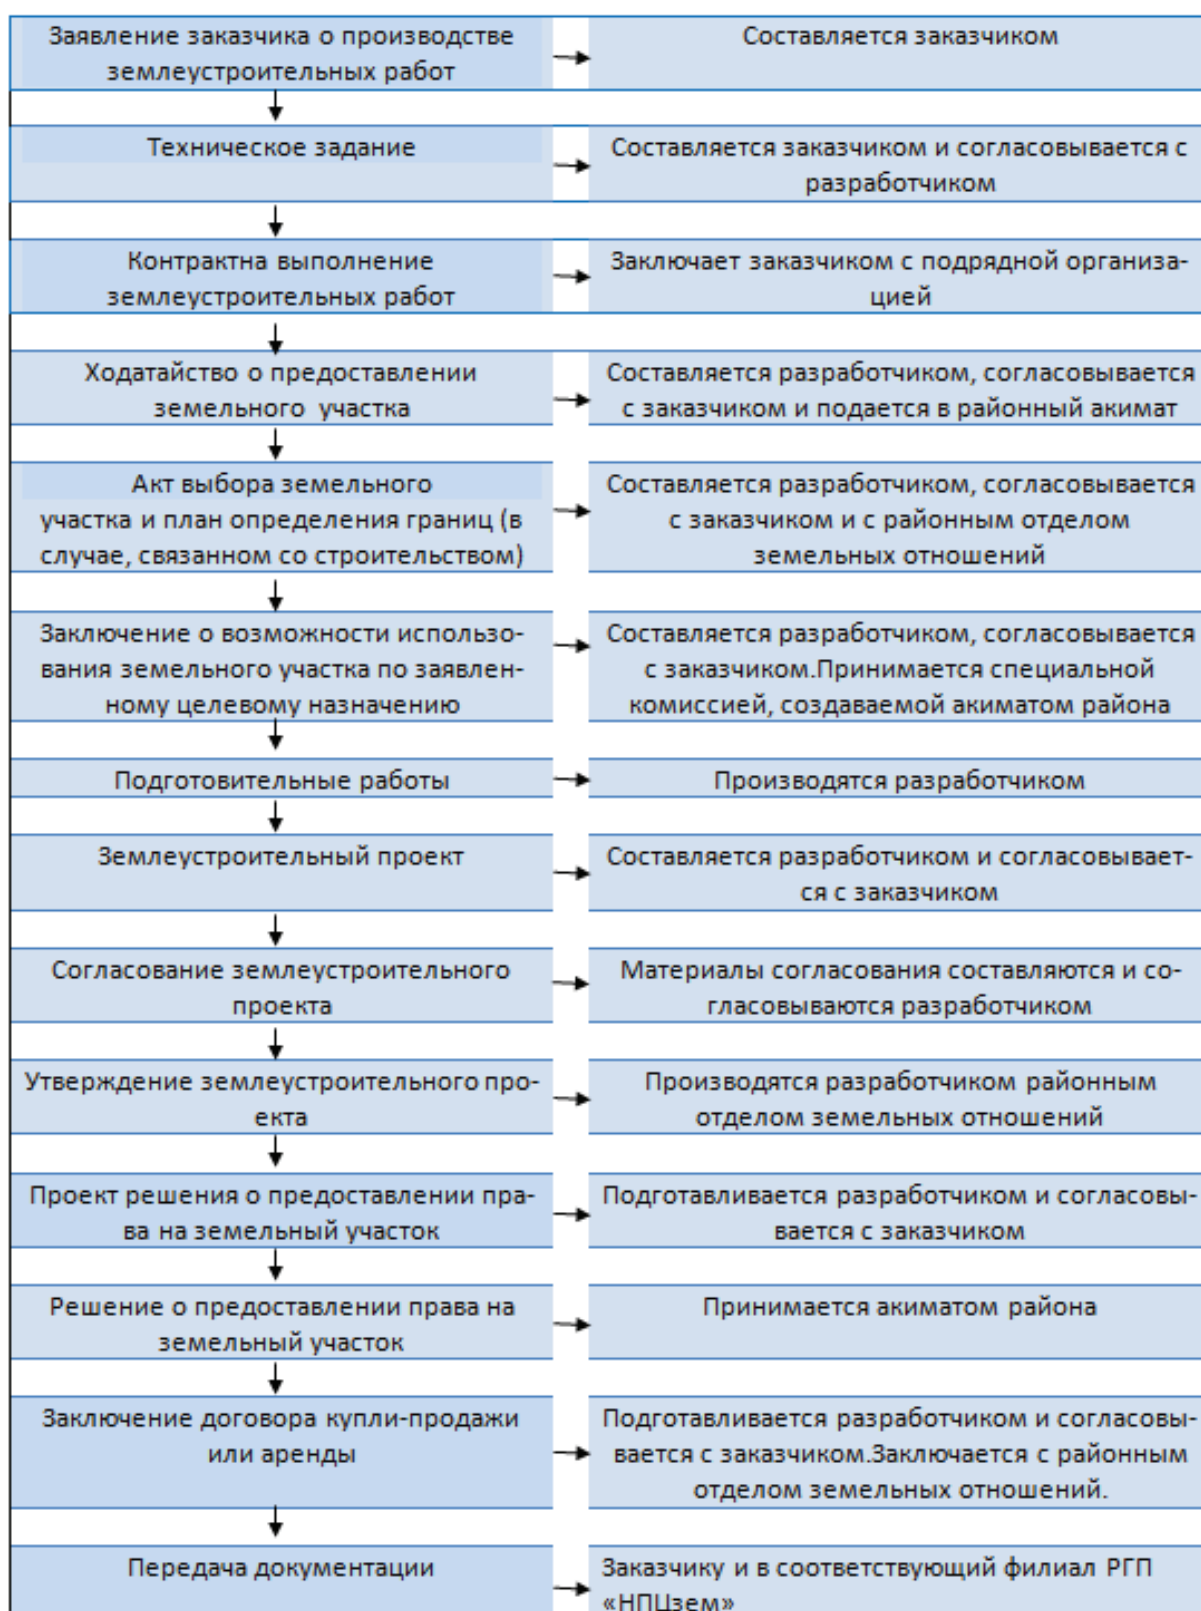 Заявление заказчика о производстве
землеустроительных работ
Составляется заказчиком
Техническое задание
Составляется заказчиком и согласовывается с
разработчиком
Контрактна выполнение
землеустроительных работ
Заключает заказчиком с подрядной организа-
цией
Ходатайство о предоставлении
земельного участка
Составляется разработчиком, согласовывается
с заказчиком и подается в районный акимат
Акт выбора земельного
участка и план определения границ (в
случае, связанном со строительством)
Составляется разработчиком, согласовывается
с заказчиком и с районным отделом
земельных отношений
Заключение о возможности использо-
вания земельного участка по заявлен-
ному целевому назначению
Составляется разработчиком, согласовывается
с заказчиком.Принимается специальной
комиссией, создаваемой акиматом района
Подготовительные работы
Производятся разработчиком
Землеустроительный проект
Составляется разработчиком и согласовывает-
ся с заказчиком
Согласование землеустроительного
проекта
Материалы согласования составляются и со-
гласовываются разработчиком
Утверждение землеустроительного про-
екта
Производятся разработчиком районным
отделом земельных отношений
Проект решения о предоставлении пра-
ва на земельный участок
Подготавливается разработчиком и согласовы-
вается с заказчиком
Решение о предоставлении права на
земельный участок
Принимается акиматом района
Заключение договора купли-продажи
или аренды
Подготавливается разработчиком и согласовы-
вается с заказчиком.Заключается с районным
отделом земельных отношений.
Передача документации
Заказчику и в соответствующий филиал РГП
«НПЦзем»